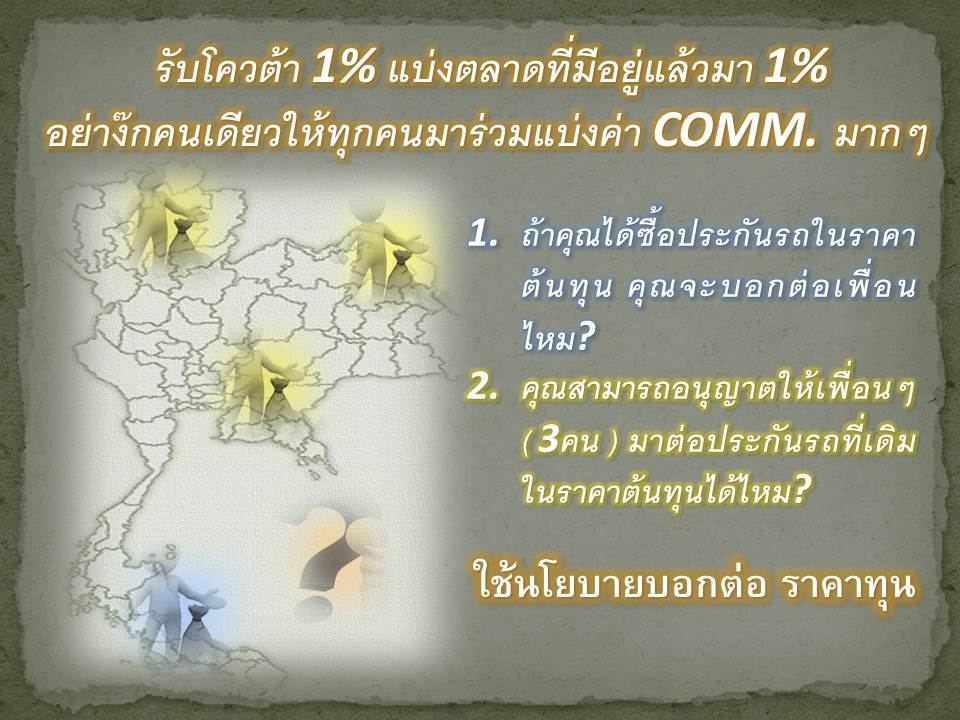 รับโควต้า 1% แบ่งตลาดที่มีอยู่แล้วมา 1%
อย่าง๊กคนเดียวให้ทุกคนมาร่วมแบ่งค่า COMM. มากๆ
1. ถ้าคุณได้ซื้อประกันรถในราคา
ต้นทุน คุณจะบอกต่อเพื่อน
ไหม?
2. คุณสามารถอนุญาตให้เพื่อนๆ
(3คน) มาต่อประกันรถที่เดิม
ในราคาต้นทุนได้ไหม?
ใช้นโยบายบอกต่อ ราคาทุน